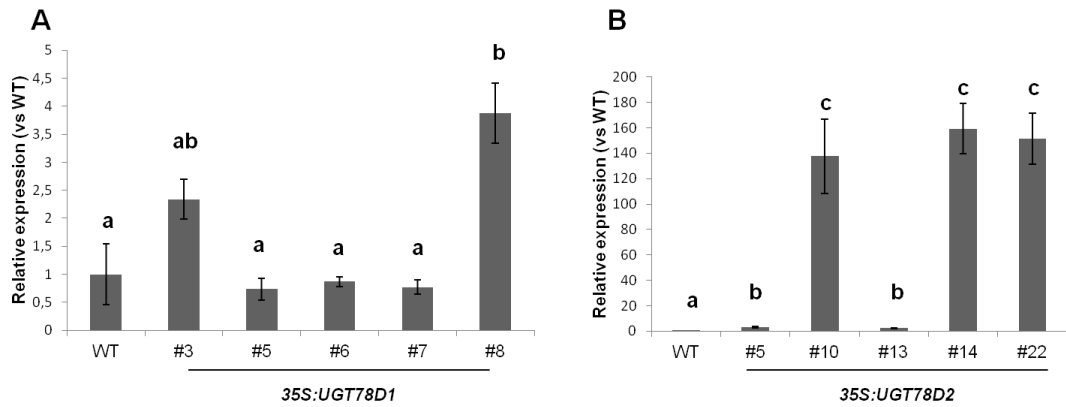 A
Relative expression (vs WT)
5
4,5
4
3,5
3
2,5
2
1,5
1
0,5
0
a
ab
a
a
a
b
WT #3 #5 #6 #7 #8
35S:UGT78D1
B
Relative expression (vs WT)
200
180
160
140
120
100
80
60
40
20
0
a
b
c
b
c
c
WT #5 #10 #13 #14 #22
35S:UGT78D2